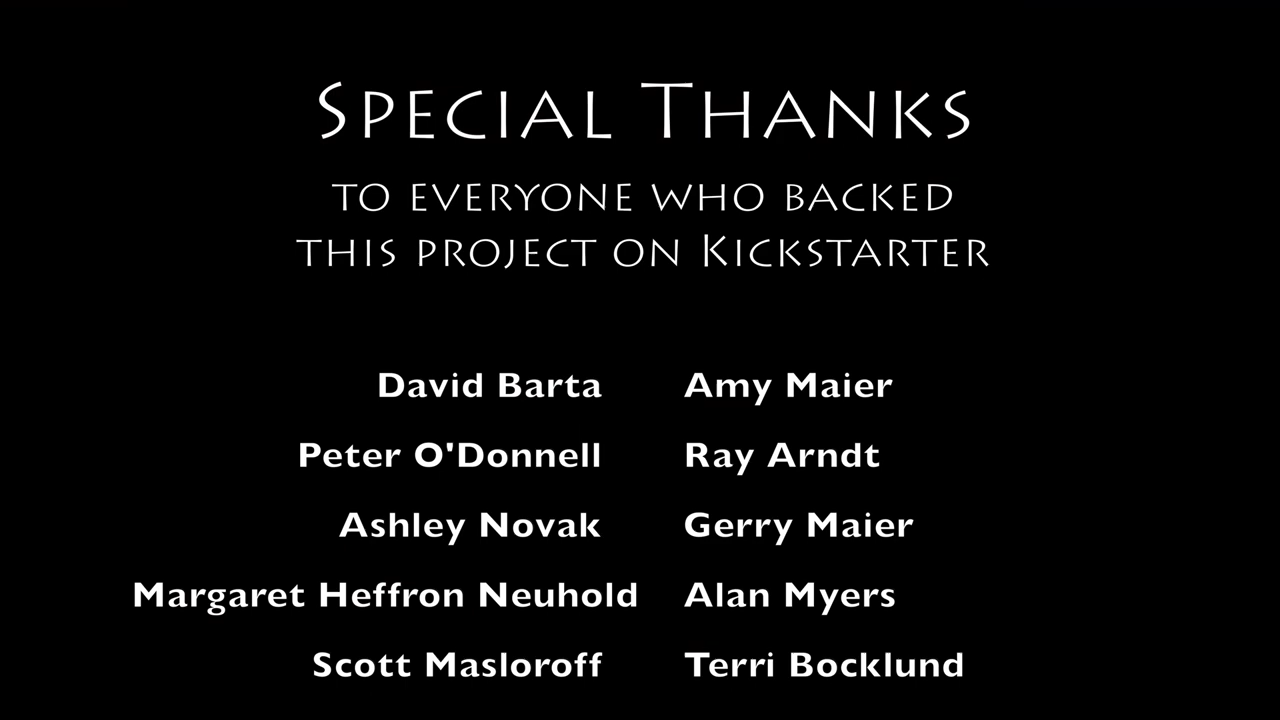 Special Thanks
to everyone who backed
this project on Kickstarter
David Barta Amy Maier
Peter O'Donnell Ray Arndt
Ashley Novak Gerry Maier
Margaret Heffron Neuhold Alan Myers
Scott Masloroff Terri Bocklund